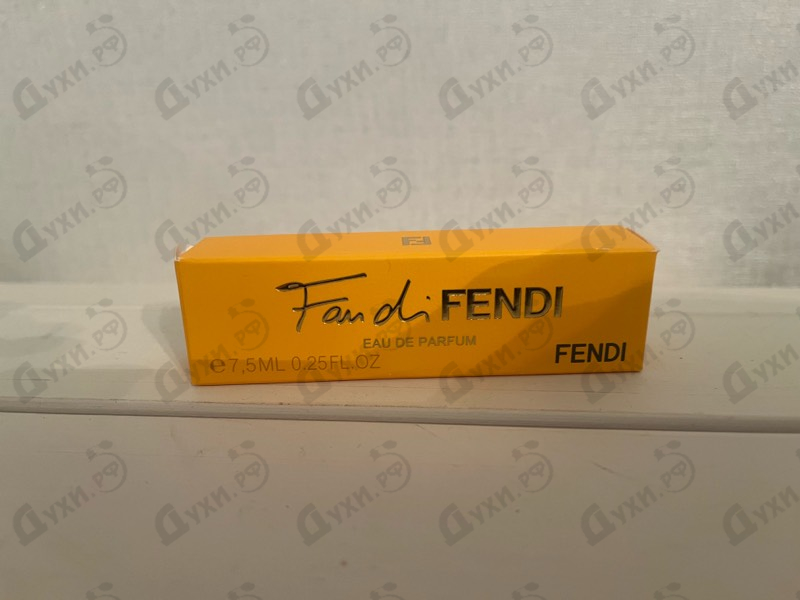 Fan di FENDI
EAU DE PARFUM
℮7,5ML 0.25FL.OZ
FENDI
Духи.рф